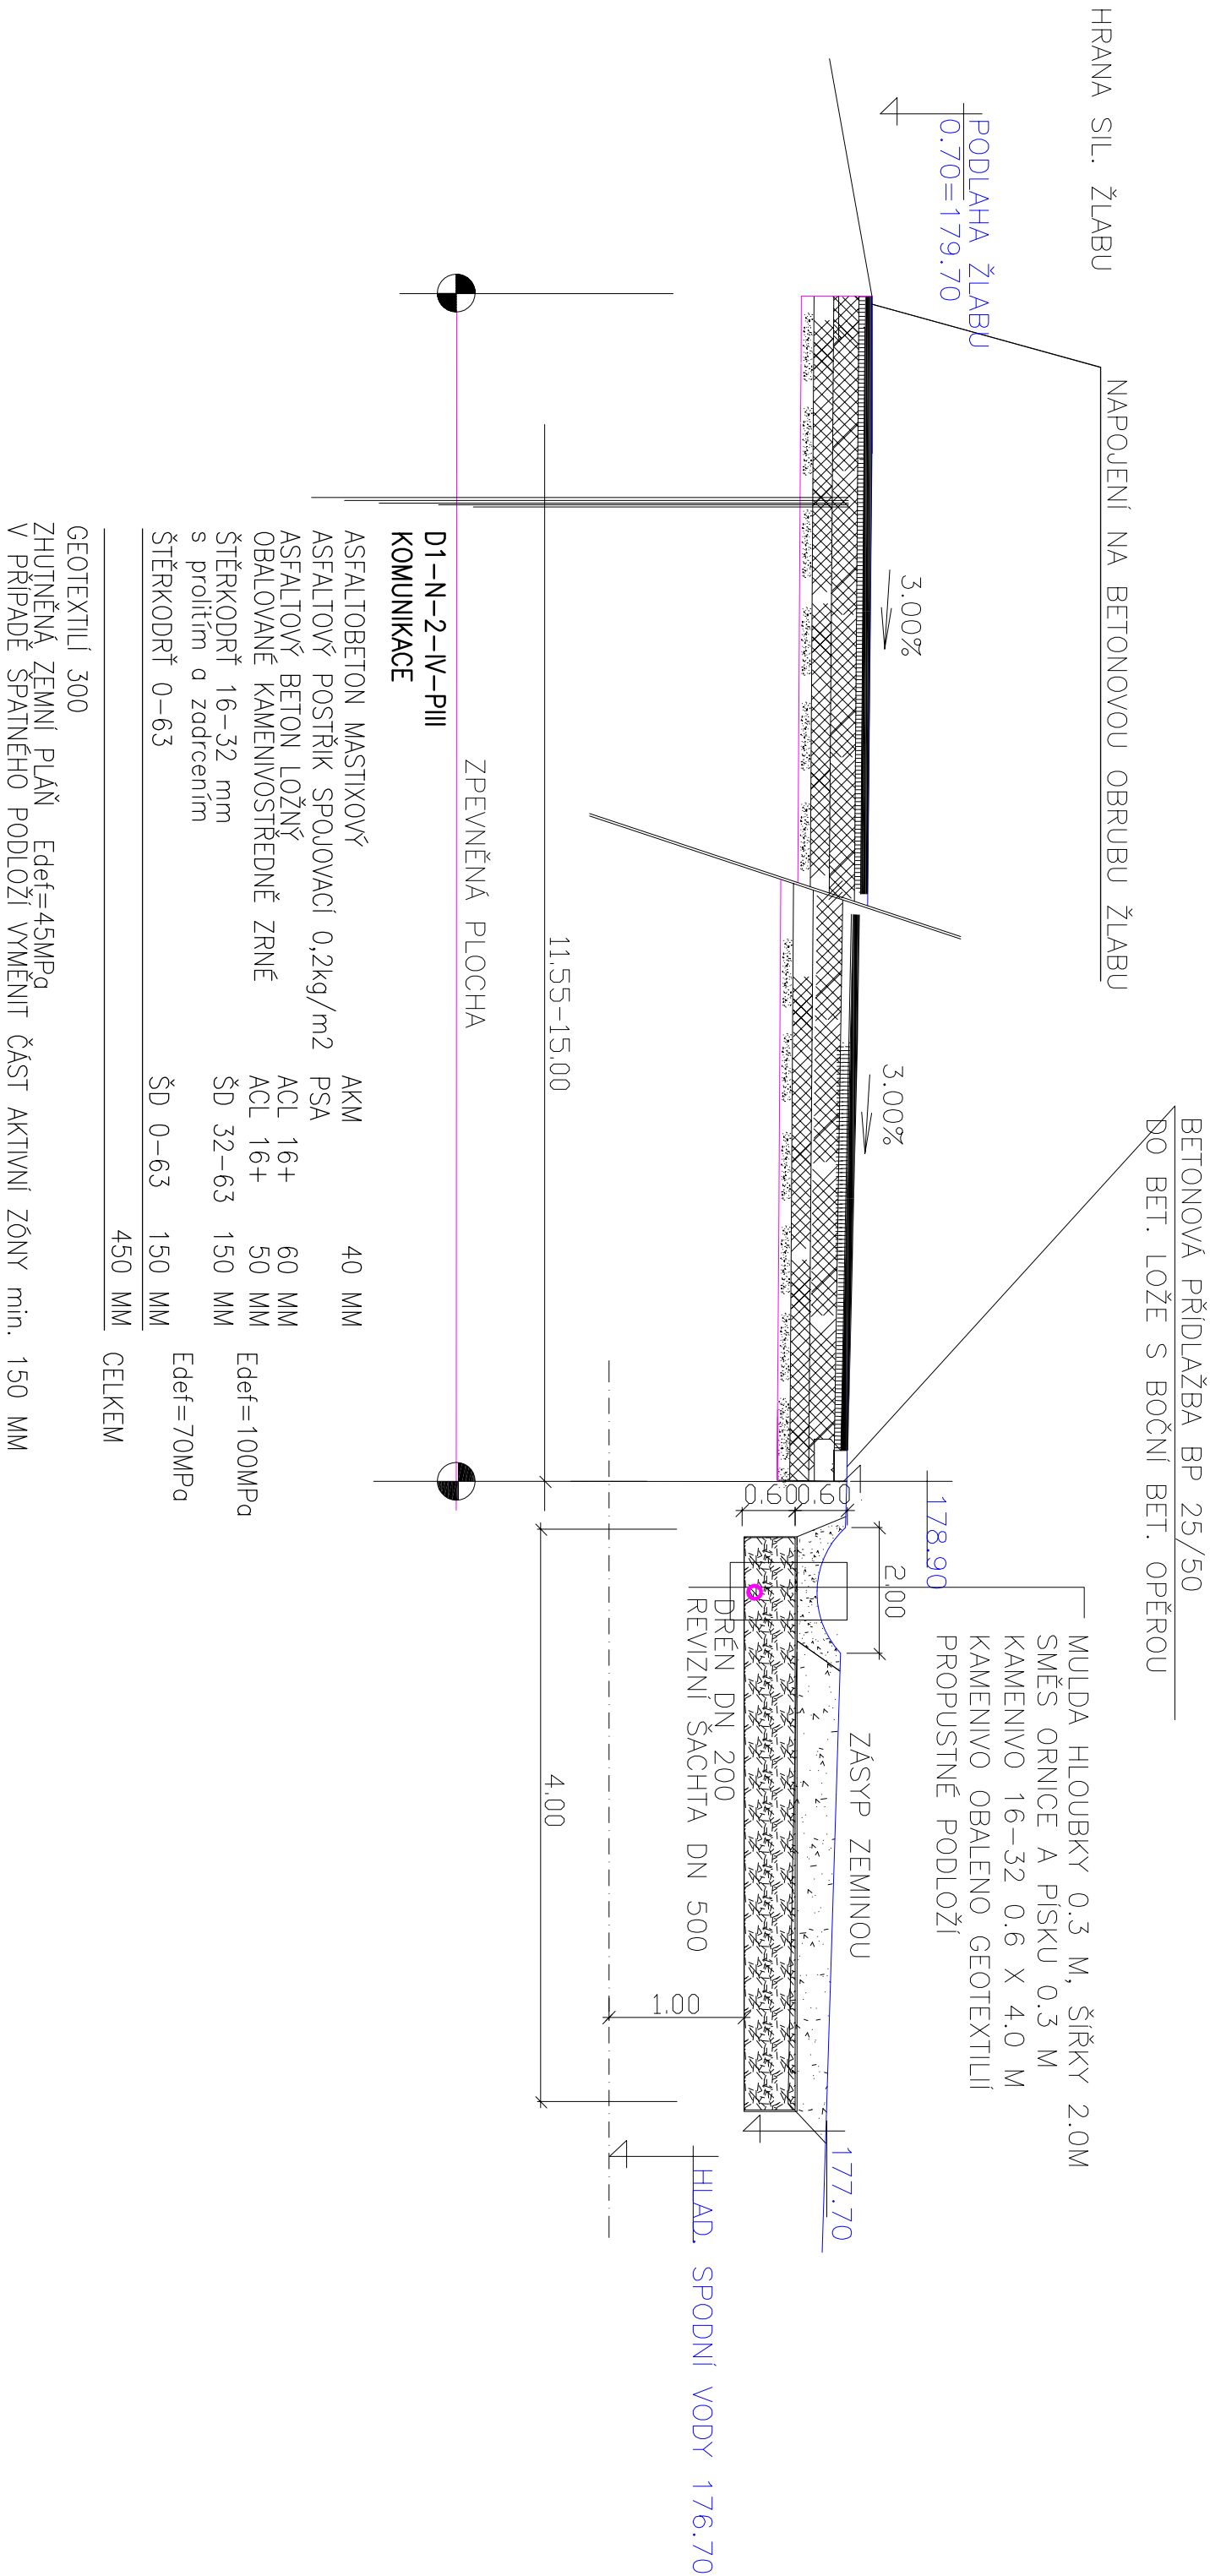 HRANA SIL. ŽLABU
PODLAHA ŽLABU
0.70=179.70
NAPOJENÍ NA BETONOVOU OBRUBU ŽLABU
BETONOVÁ PŘÍDLAŽBA BP 25/50
DO BET. LOŽE S BOČNÍ BET. OPĚROU
3.00%
3.00%
178.90
2.00
0.60
0.60
MULDA HLOUBKY 0.3 M, ŠÍŘKY 2.0M
SMĚS ORNICE A PÍSKU 0.3 M
KAMENIVO 16-32 0.6 X 4.0 M
KAMENIVO OBALENO GEOTEXTILIÍ
PROPUSTNÉ PODLOŽÍ
ZÁSYP ZEMINOU
DRÉN DN 200
REVIZNÍ ŠACHTA DN 500
177.70
1.00
4.00
HLAD. SPODNÍ VODY 176.70
11.55-15.00
ZPEVNĚNÁ PLOCHA
D1-N-2-IV-PIII
KOMUNIKACE
ASFALTOBETON MASTIXOVÝ AKM 40 MM
ASFALTOVÝ POSTŘIK SPOJOVACÍ 0,2kg/m2 PSA
ASFALTOVÝ BETON LOŽNÝ ACL 16+ 60 MM
OBALOVANÉ KAMENIVOSTŘEDNĚ ZRNÉ ACL 16+ 50 MM Edef=100MPa
ŠTĚRKODRŤ 16-32 mm ŠD 32-63 150 MM
s prolitím a zadrcením Edef=70MPa
ŠTĚRKODRŤ 0-63 ŠD 0-63 150 MM
450 MM CELKEM
GEOTEXTILÍ 300
ZHUTNĚNÁ ZEMNÍ PLÁŇ Edef=45MPa
V PŘÍPADĚ ŠPATNÉHO PODLOŽÍ VYMĚNIT ČÁST AKTIVNÍ ZÓNY min. 150 MM